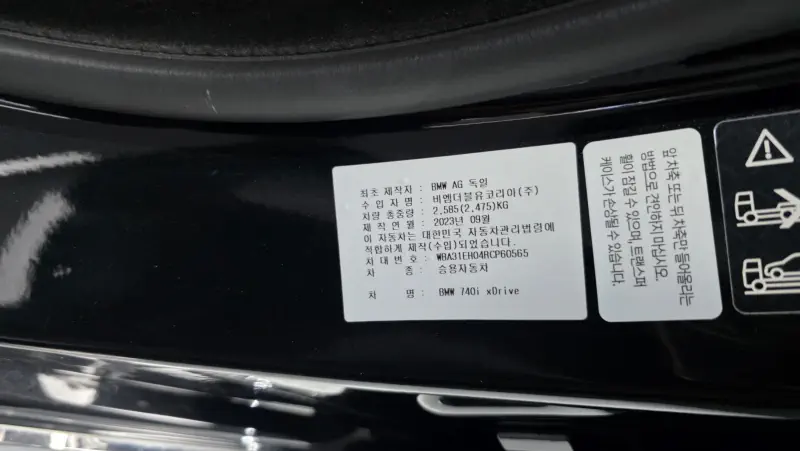 최초 제작자 : BMW AG 독일
수 입 자 명 : 비엠더블유코리아(주)
차량 총중량 : 2,585(2,475)KG
제 작 연 월 : 2023년 09월
이 자동차는 대한민국 자동차관리법령에
적합하게 제작(수입)되었습니다.
차 대 번 호 : WBA31EH04RCP60565
차 종 : 승용자동차
차 명 : BMW 740i xDrive
앞 차축 또는 뒤 차축만 들어올리는
방법으로 견인하지 마십시오.
휠이 잠길 수 있으며, 트랜스퍼
케이스가 손상될 수 있습니다.